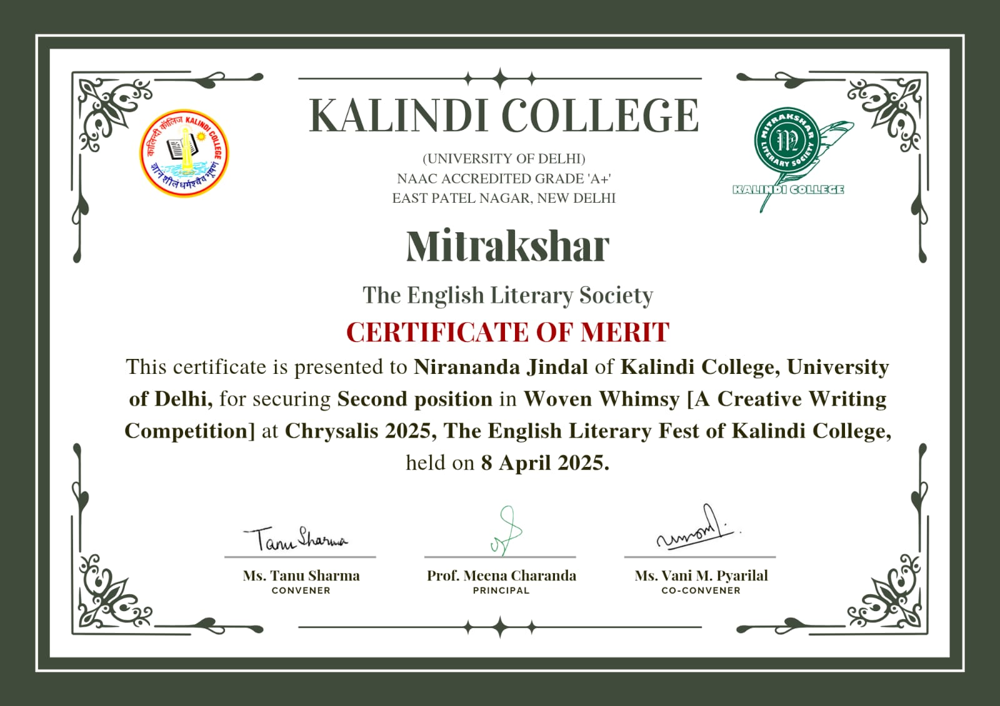 KALINDI COLLEGE
(UNIVERSITY OF DELHI)
NAAC ACCREDITED GRADE 'A+'
EAST PATEL NAGAR, NEW DELHI
कालिन्दी कॉलिज KALINDI COLLEGE
ज्ञानं शीलं धर्मश्चैव भूषणं
MITRAKSHAR
M
LITERARY SOCIETY
KALINDI COLLEGE
Mitrakshar
The English Literary Society
CERTIFICATE OF MERIT
This certificate is presented to Nirananda Jindal of Kalindi College, University
of Delhi, for securing Second position in Woven Whimsy [A Creative Writing
Competition] at Chrysalis 2025, The English Literary Fest of Kalindi College,
held on 8 April 2025.
Tanu Sharma
Ms. Tanu Sharma
CONVENER
Prof. Meena Charanda
PRINCIPAL
Ms. Vani M. Pyarilal
CO-CONVENER